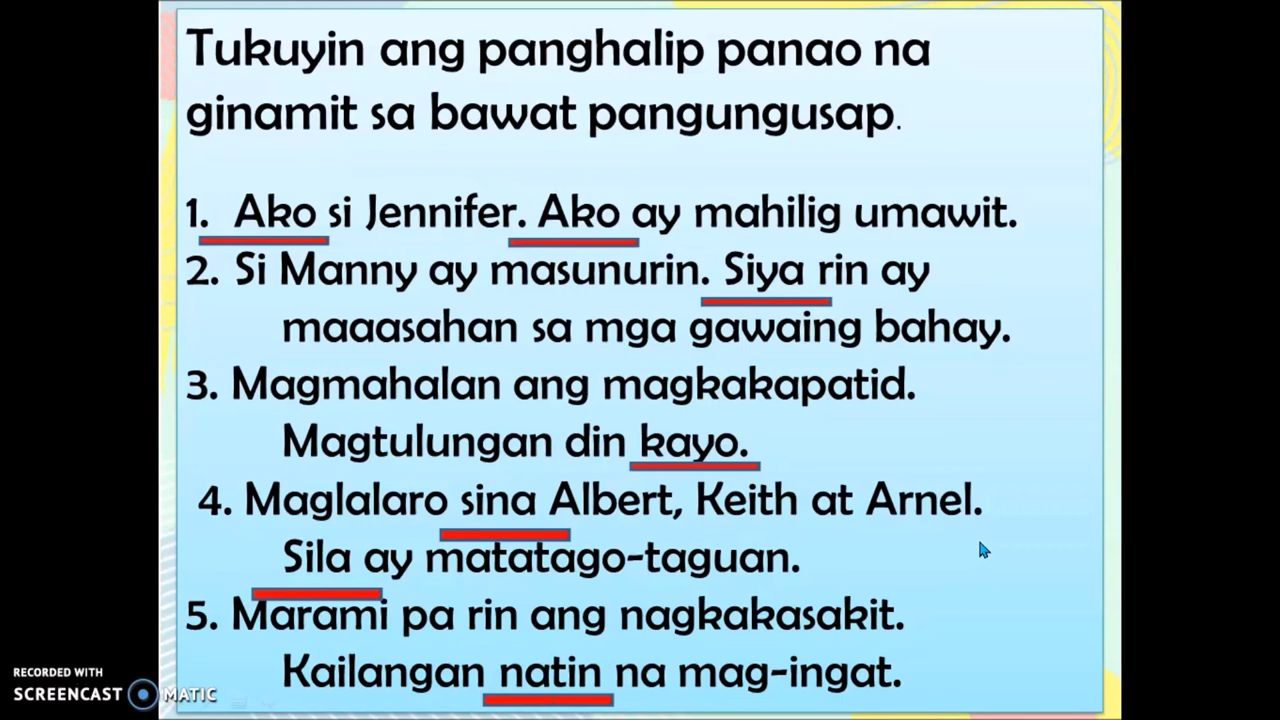 Tukuyin ang panghalip panao na
ginamit sa bawat pangungusap.
1. Ako si Jennifer. Ako ay mahilig umawit.
2. Si Manny ay masunurin. Siya rin ay
maaasahan sa mga gawaing bahay.
3. Magmahalan ang magkakapatid.
Magtulungan din kayo.
4. Maglalaro sina Albert, Keith at Arnel.
Sila ay matatago-taguan.
5. Marami pa rin ang nagkakasakit.
Kailangan natin na mag-ingat.
RECORDED WITH
SCREENCAST MATIC